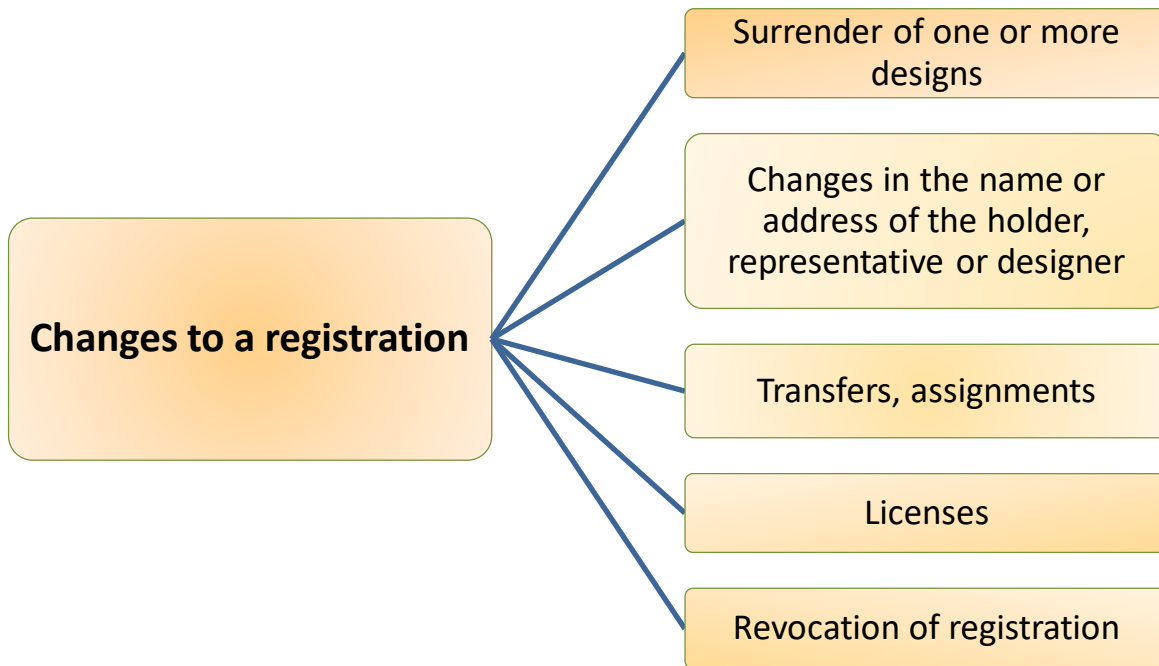 Changes to a registration
Surrender of one or more
designs
Changes in the name or
address of the holder,
representative or designer
Transfers, assignments
Licenses
Revocation of registration